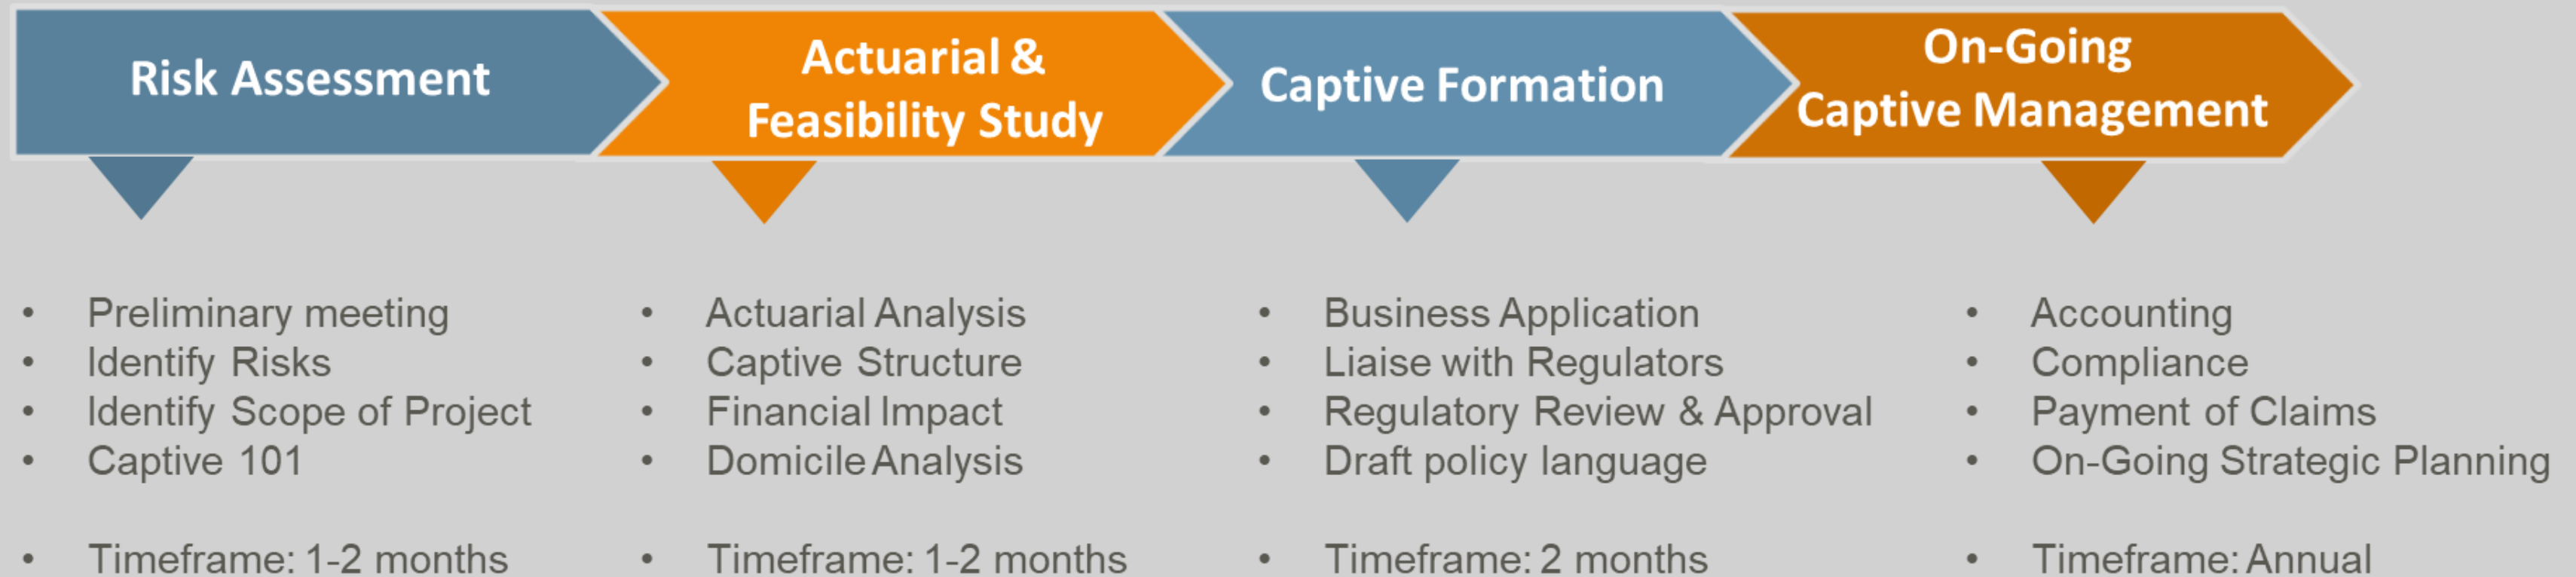 Risk Assessment
Actuarial &
Feasibility Study
Captive Formation
On-Going
Captive Management
• Preliminary meeting
• Identify Risks
• Identify Scope of Project
• Captive 101
• Timeframe: 1-2 months
• Actuarial Analysis
• Captive Structure
• Financial Impact
• Domicile Analysis
• Timeframe: 1-2 months
• Business Application
• Liaise with Regulators
• Regulatory Review & Approval
• Draft policy language
• Timeframe: 2 months
• Accounting
• Compliance
• Payment of Claims
• On-Going Strategic Planning
• Timeframe: Annual